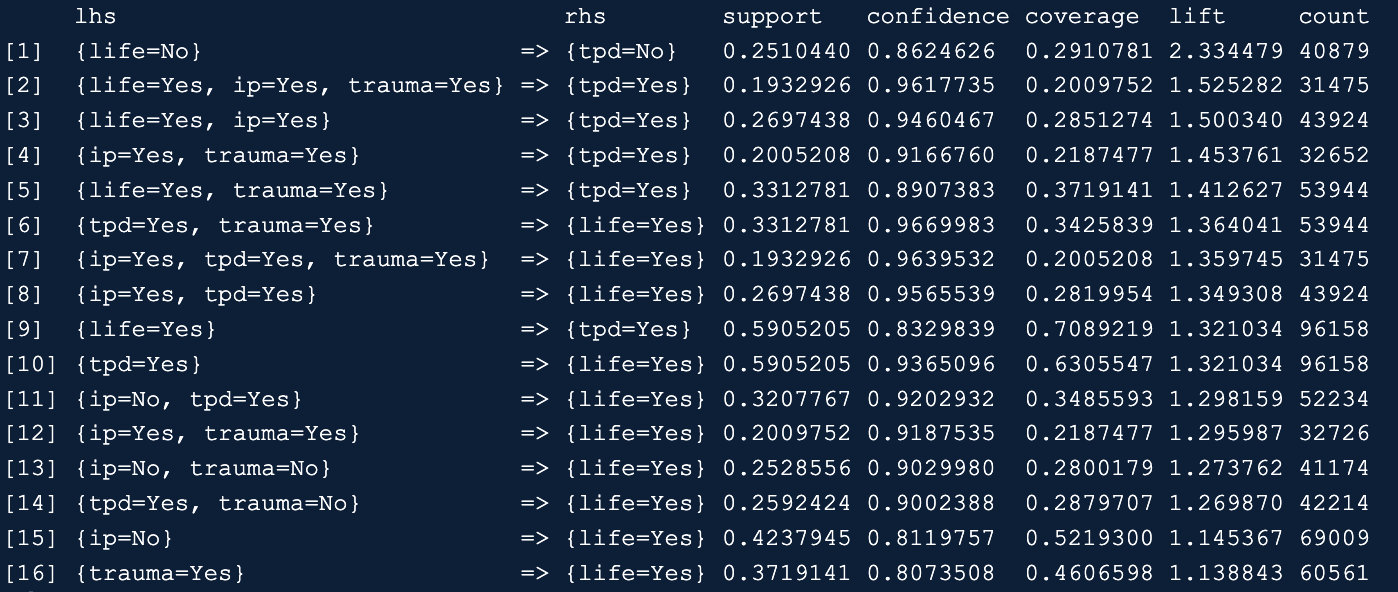 lhs rhs support confidence coverage lift count
[1] {life=No} => {tpd=No} 0.2510440 0.8624626 0.2910781 2.334479 40879
[2] {life=Yes, ip=Yes, trauma=Yes} => {tpd=Yes} 0.1932926 0.9617735 0.2009752 1.525282 31475
[3] {life=Yes, ip=Yes} => {tpd=Yes} 0.2697438 0.9460467 0.2851274 1.500340 43924
[4] {ip=Yes, trauma=Yes} => {tpd=Yes} 0.2005208 0.9166760 0.2187477 1.453761 32652
[5] {life=Yes, trauma=Yes} => {tpd=Yes} 0.3312781 0.8907383 0.3719141 1.412627 53944
[6] {tpd=Yes, trauma=Yes} => {life=Yes} 0.3312781 0.9669983 0.3425839 1.364041 53944
[7] {ip=Yes, tpd=Yes, trauma=Yes} => {life=Yes} 0.1932926 0.9639532 0.2005208 1.359745 31475
[8] {ip=Yes, tpd=Yes} => {life=Yes} 0.2697438 0.9565539 0.2819954 1.349308 43924
[9] {life=Yes} => {tpd=Yes} 0.5905205 0.8329839 0.7089219 1.321034 96158
[10] {tpd=Yes} => {life=Yes} 0.5905205 0.9365096 0.6305547 1.321034 96158
[11] {ip=No, tpd=Yes} => {life=Yes} 0.3207767 0.9202932 0.3485593 1.298159 52234
[12] {ip=Yes, trauma=Yes} => {life=Yes} 0.2009752 0.9187535 0.2187477 1.295987 32726
[13] {ip=No, trauma=No} => {life=Yes} 0.2528556 0.9029980 0.2800179 1.273762 41174
[14] {tpd=Yes, trauma=No} => {life=Yes} 0.2592424 0.9002388 0.2879707 1.269870 42214
[15] {ip=No} => {life=Yes} 0.4237945 0.8119757 0.5219300 1.145367 69009
[16] {trauma=Yes} => {life=Yes} 0.3719141 0.8073508 0.4606598 1.138843 60561